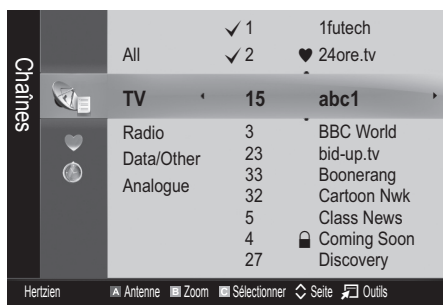 Chaînes
✓ 1 1futech
All ✓ 2 ♥ 24ore.tv
TV 15 abc1
Radio 3 BBC World
Data/Other 23 bid-up.tv
Analogue 33 Boonerang
32 Cartoon Nwk
5 Class News
4 Coming Soon
27 Discovery
Hertzien A Antenne B Zoom C Sélectionner Seite Outils